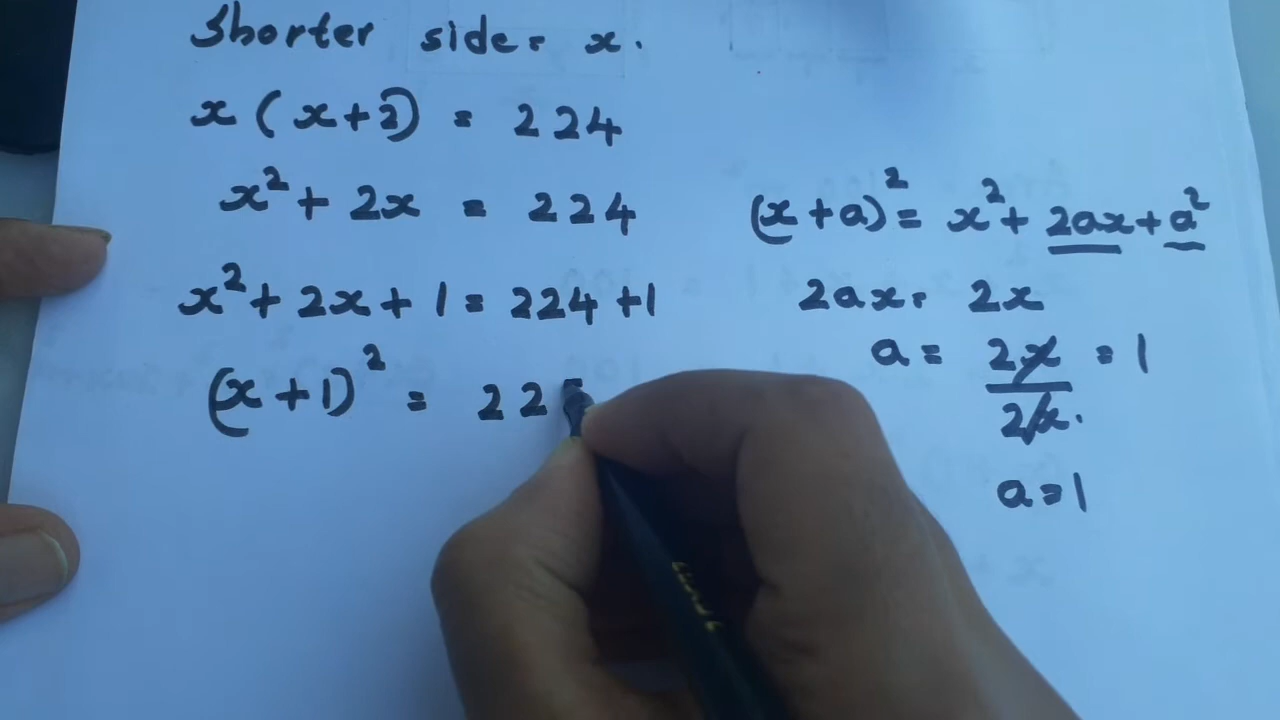 Shorter side = x.
x ( x+2) = 224
x² + 2x = 224
x² + 2x + 1 = 224 +1
(x + 1)² = 225
(x + a)² = x² + 2ax + a²
2ax = 2x
a = 2x/2x. = 1
a = 1